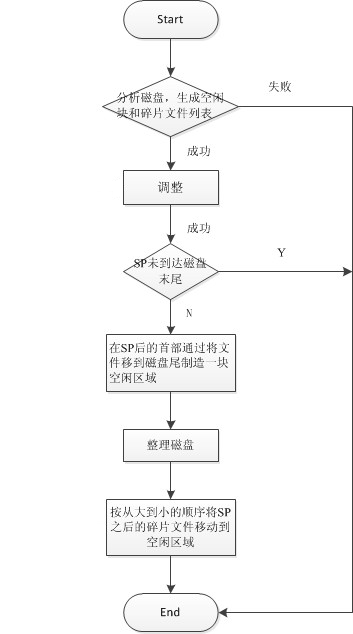 Start
分析磁盘，生成空闲
块和碎片文件列表
失败
成功
调整
成功
SP未到达磁盘
末尾
Y
N
在SP后的首部通过将文
件移到磁盘尾制造一块
空闲区域
整理磁盘
按从大到小的顺序将SP
之后的碎片文件移动到
空闲区域
End